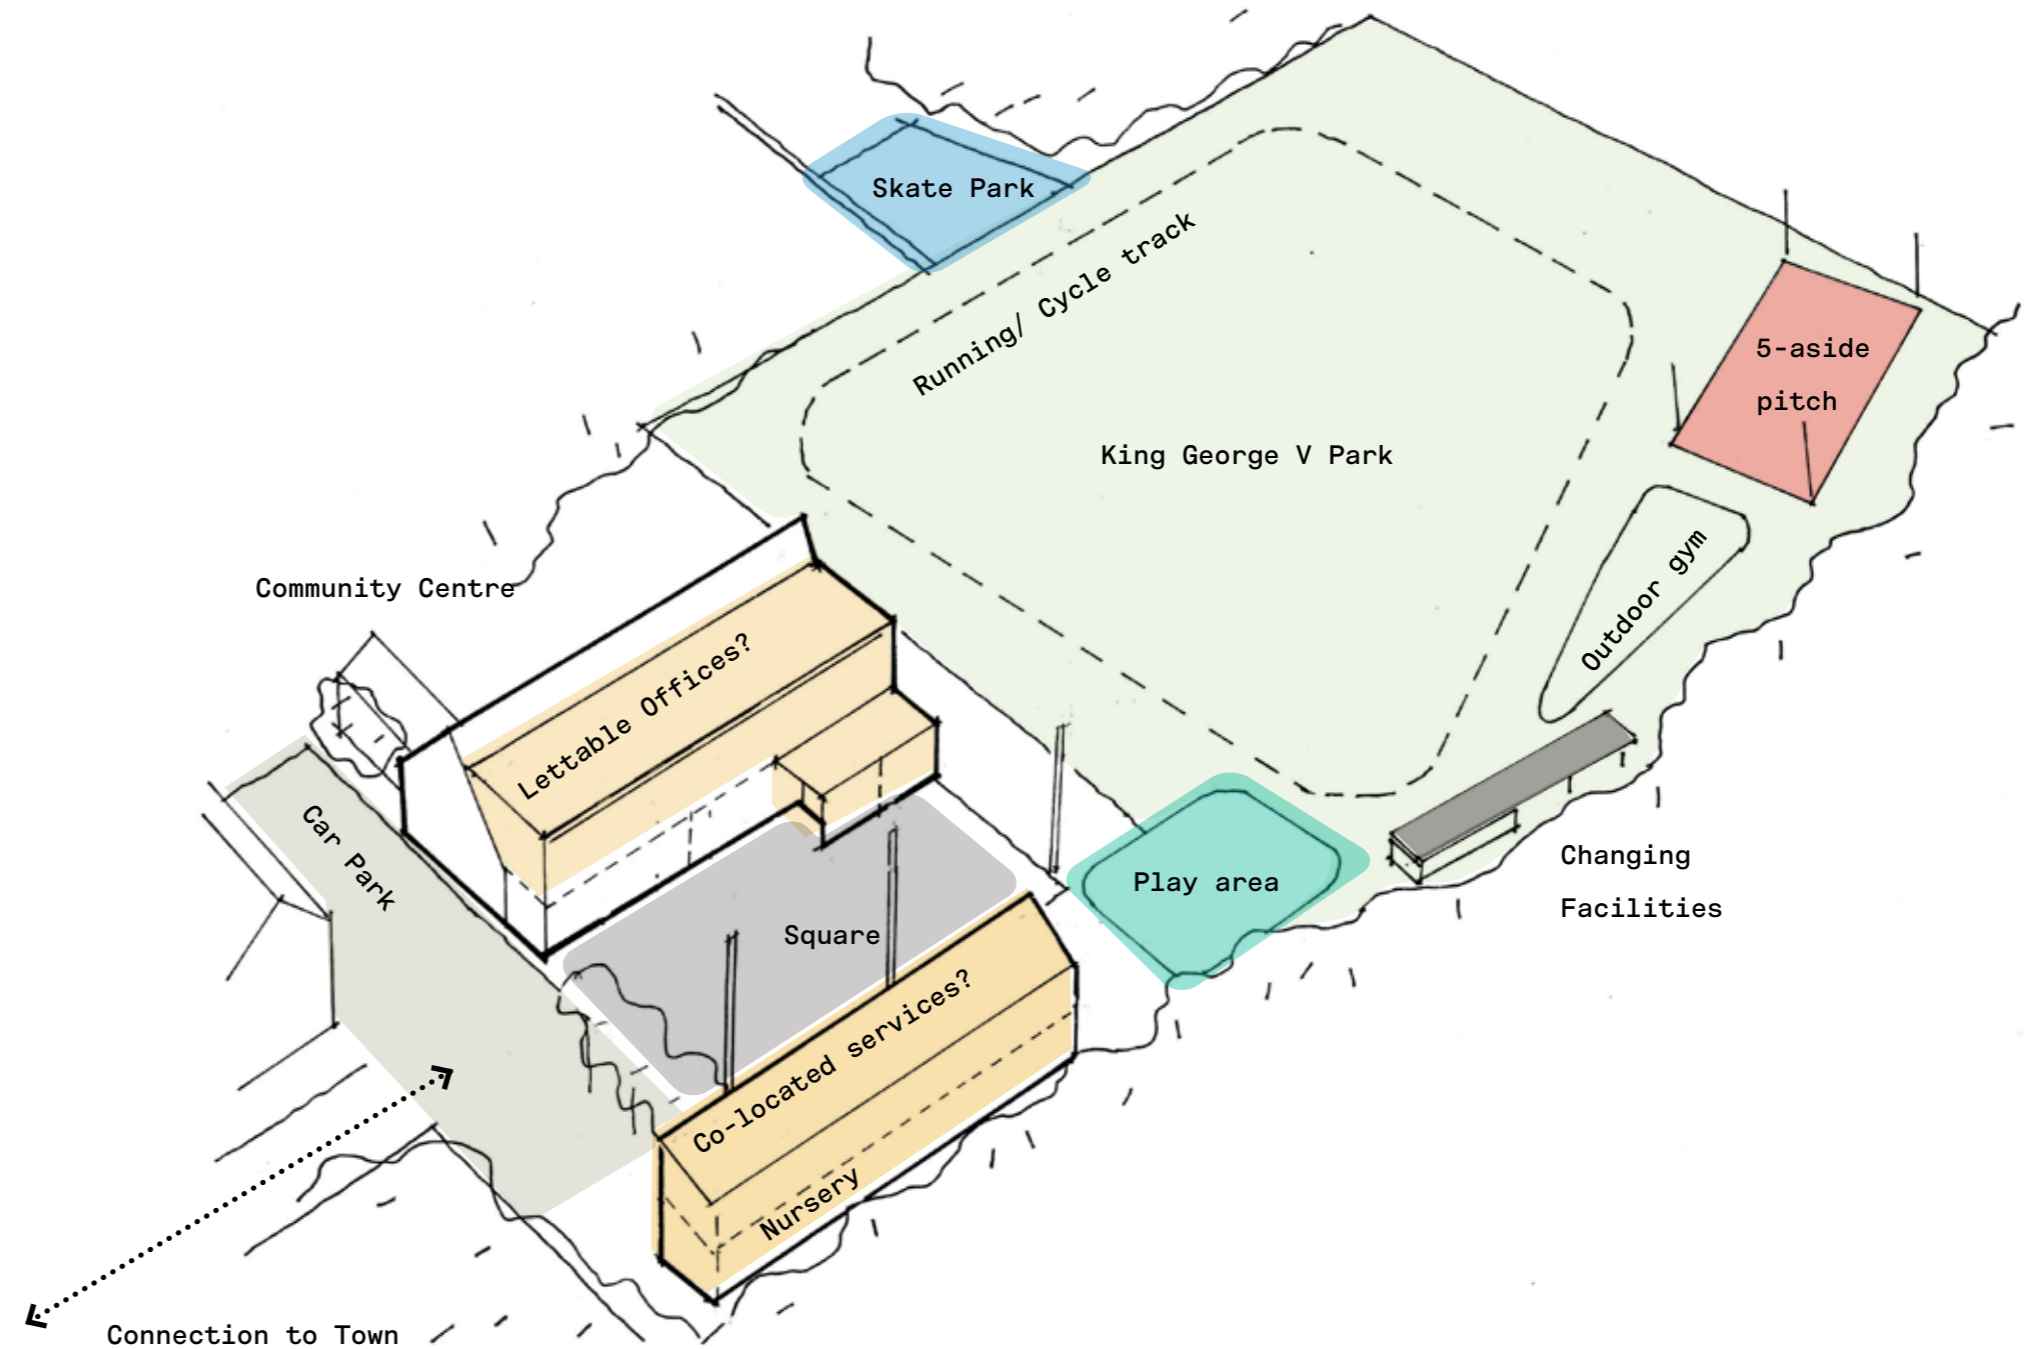 Skate Park
Running/ Cycle track
5-aside
pitch
King George V Park
Outdoor gym
Community Centre
Lettable Offices?
Car Park
Play area
Changing
Facilities
Square
Co-located services?
Nursery
Connection to Town